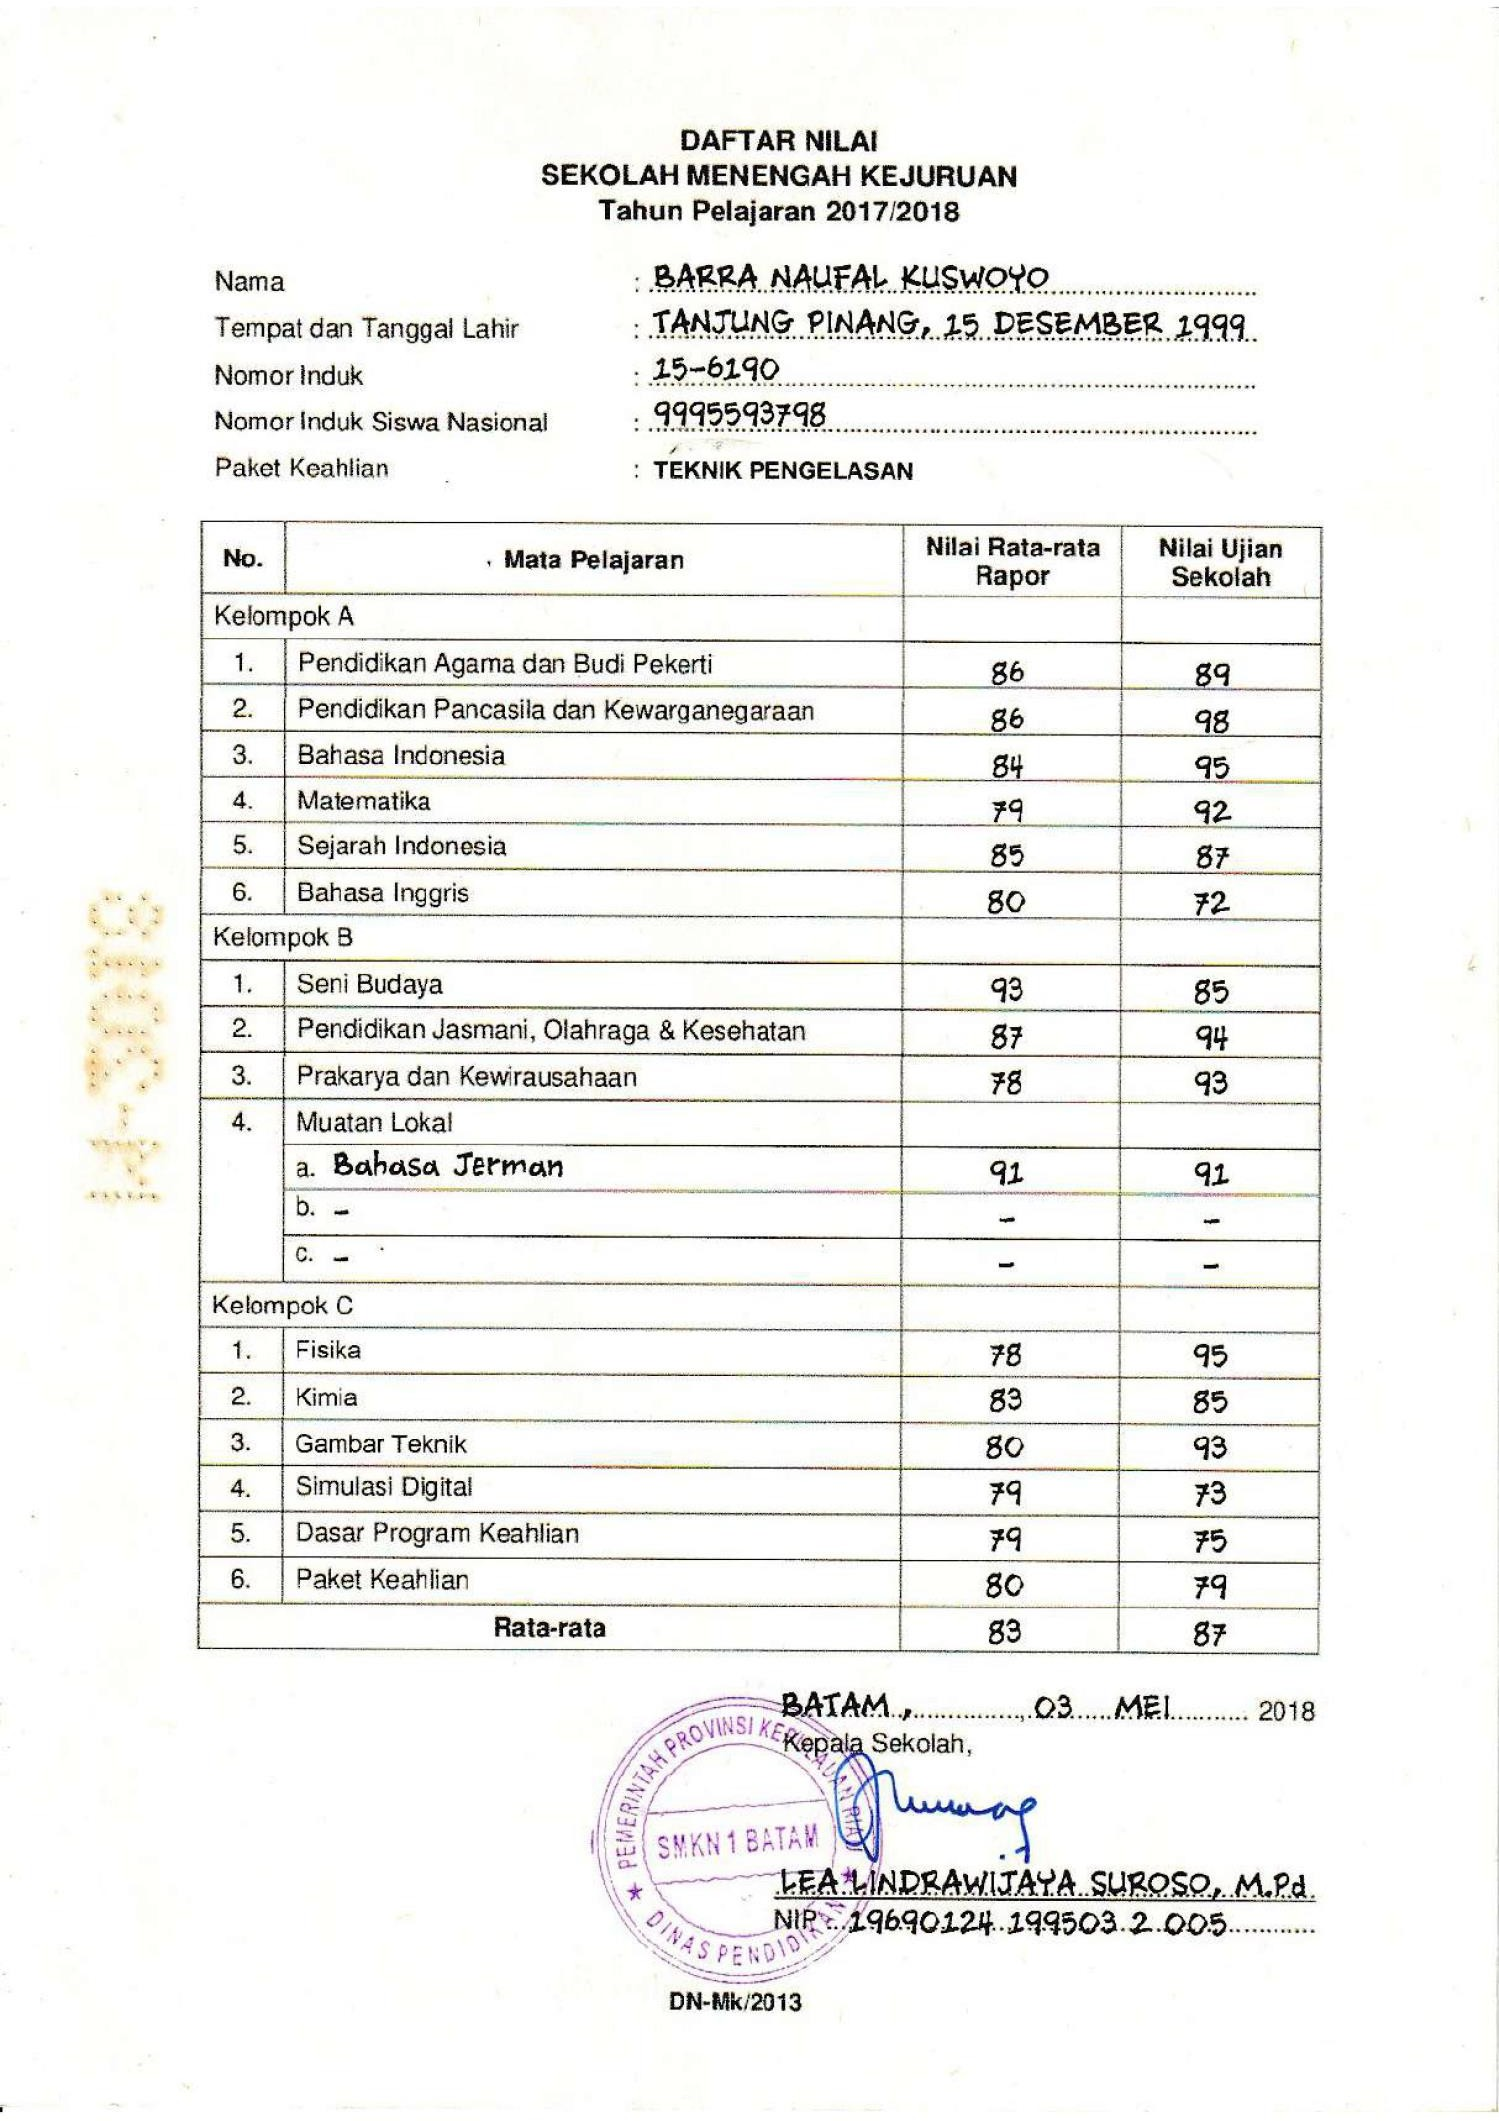 DAFTAR NILAI
SEKOLAH MENENGAH KEJURUAN
Tahun Pelajaran 2017/2018
Nama : BARRA NAUFAL KUSWOYO
Tempat dan Tanggal Lahir : TANJUNG PINANG, 15 DESEMBER 1999
Nomor Induk : 15-6190
Nomor Induk Siswa Nasional : 9995593798
Paket Keahlian : TEKNIK PENGELASAN
No. Mata Pelajaran Nilai Rata-rata Rapor Nilai Ujian Sekolah
Kelompok A
1. Pendidikan Agama dan Budi Pekerti 86 89
2. Pendidikan Pancasila dan Kewarganegaraan 86 98
3. Bahasa Indonesia 84 95
4. Matematika 79 92
5. Sejarah Indonesia 85 87
6. Bahasa Inggris 80 72
Kelompok B
1. Seni Budaya 93 85
2. Pendidikan Jasmani, Olahraga & Kesehatan 87 94
3. Prakarya dan Kewirausahaan 78 93
4. Muatan Lokal
a. Bahasa Jerman 91 91
b. – – –
c. – – –
Kelompok C
1. Fisika 78 95
2. Kimia 83 85
3. Gambar Teknik 80 93
4. Simulasi Digital 79 73
5. Dasar Program Keahlian 79 75
6. Paket Keahlian 80 79
Rata-rata 83 87
BATAM, 03 MEI 2018
Kepala Sekolah,
PEMERINTAH PROVINSI KEPULAUAN RIAU
SMKN 1 BATAM
DINAS PENDIDIKAN
LEA LINDRAWIJAYA SUROSO, M.Pd.
NIP. 19690124 199503 2 005
DN-Mk/2013